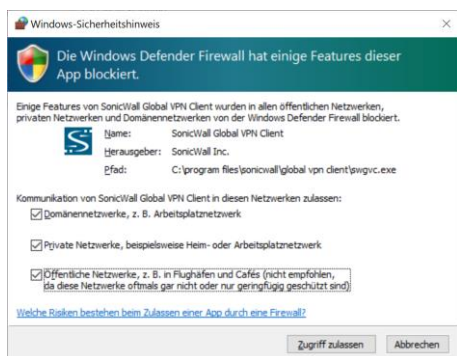 Windows-Sicherheitshinweis
Die Windows Defender Firewall hat einige Features dieser
App blockiert.
Einige Features von SonicWall Global VPN Client wurden in allen öffentlichen Netzwerken,
privaten Netzwerken und Domänennetzwerken von der Windows Defender Firewall blockiert.
Name: SonicWall Global VPN Client
Herausgeber: SonicWall Inc.
Pfad: C:\program files\sonicwall\global vpn client\swgvc.exe
Kommunikation von SonicWall Global VPN Client in diesen Netzwerken zulassen:
Domänennetzwerke, z. B. Arbeitsplatznetzwerk
Private Netzwerke, beispielsweise Heim- oder Arbeitsplatznetzwerk
Öffentliche Netzwerke, z. B. in Flughäfen und Cafés (nicht empfohlen,
da diese Netzwerke oftmals gar nicht oder nur geringfügig geschützt sind)
Welche Risiken bestehen beim Zulassen einer App durch eine Firewall?
Zugriff zulassen Abbrechen